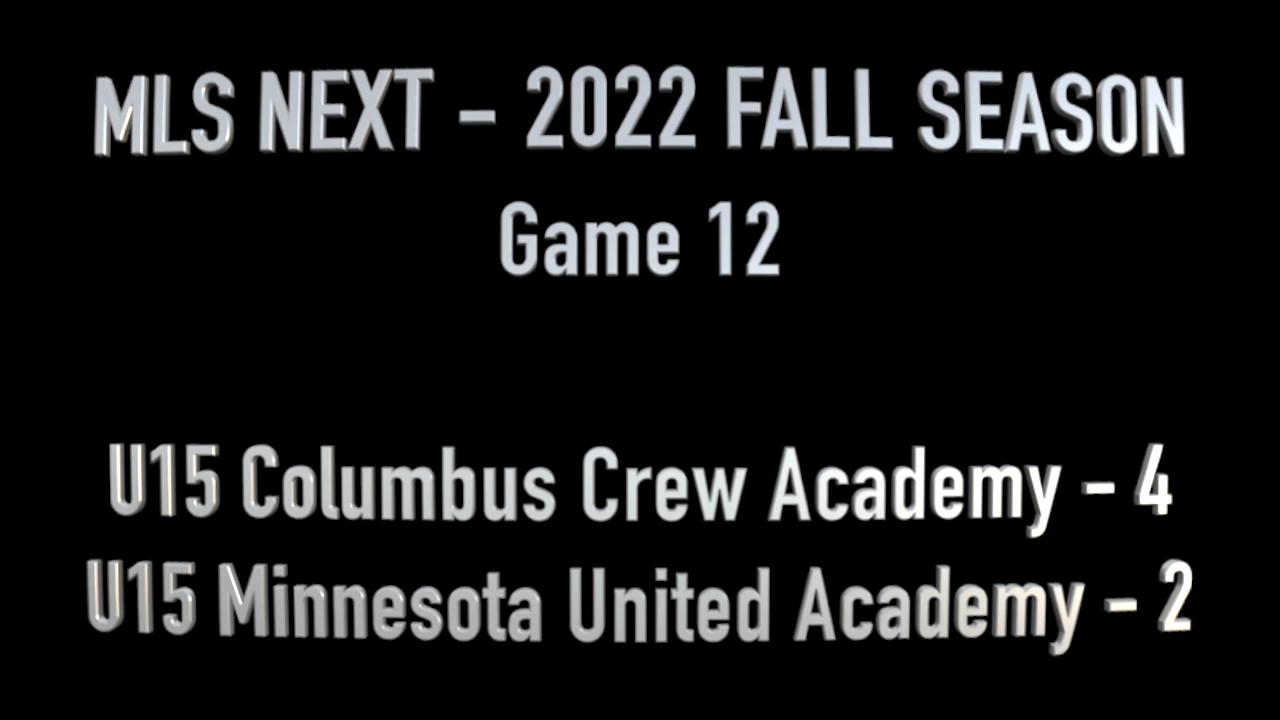 MLS NEXT – 2022 FALL SEASON
Game 12
U15 Columbus Crew Academy – 4
U15 Minnesota United Academy – 2